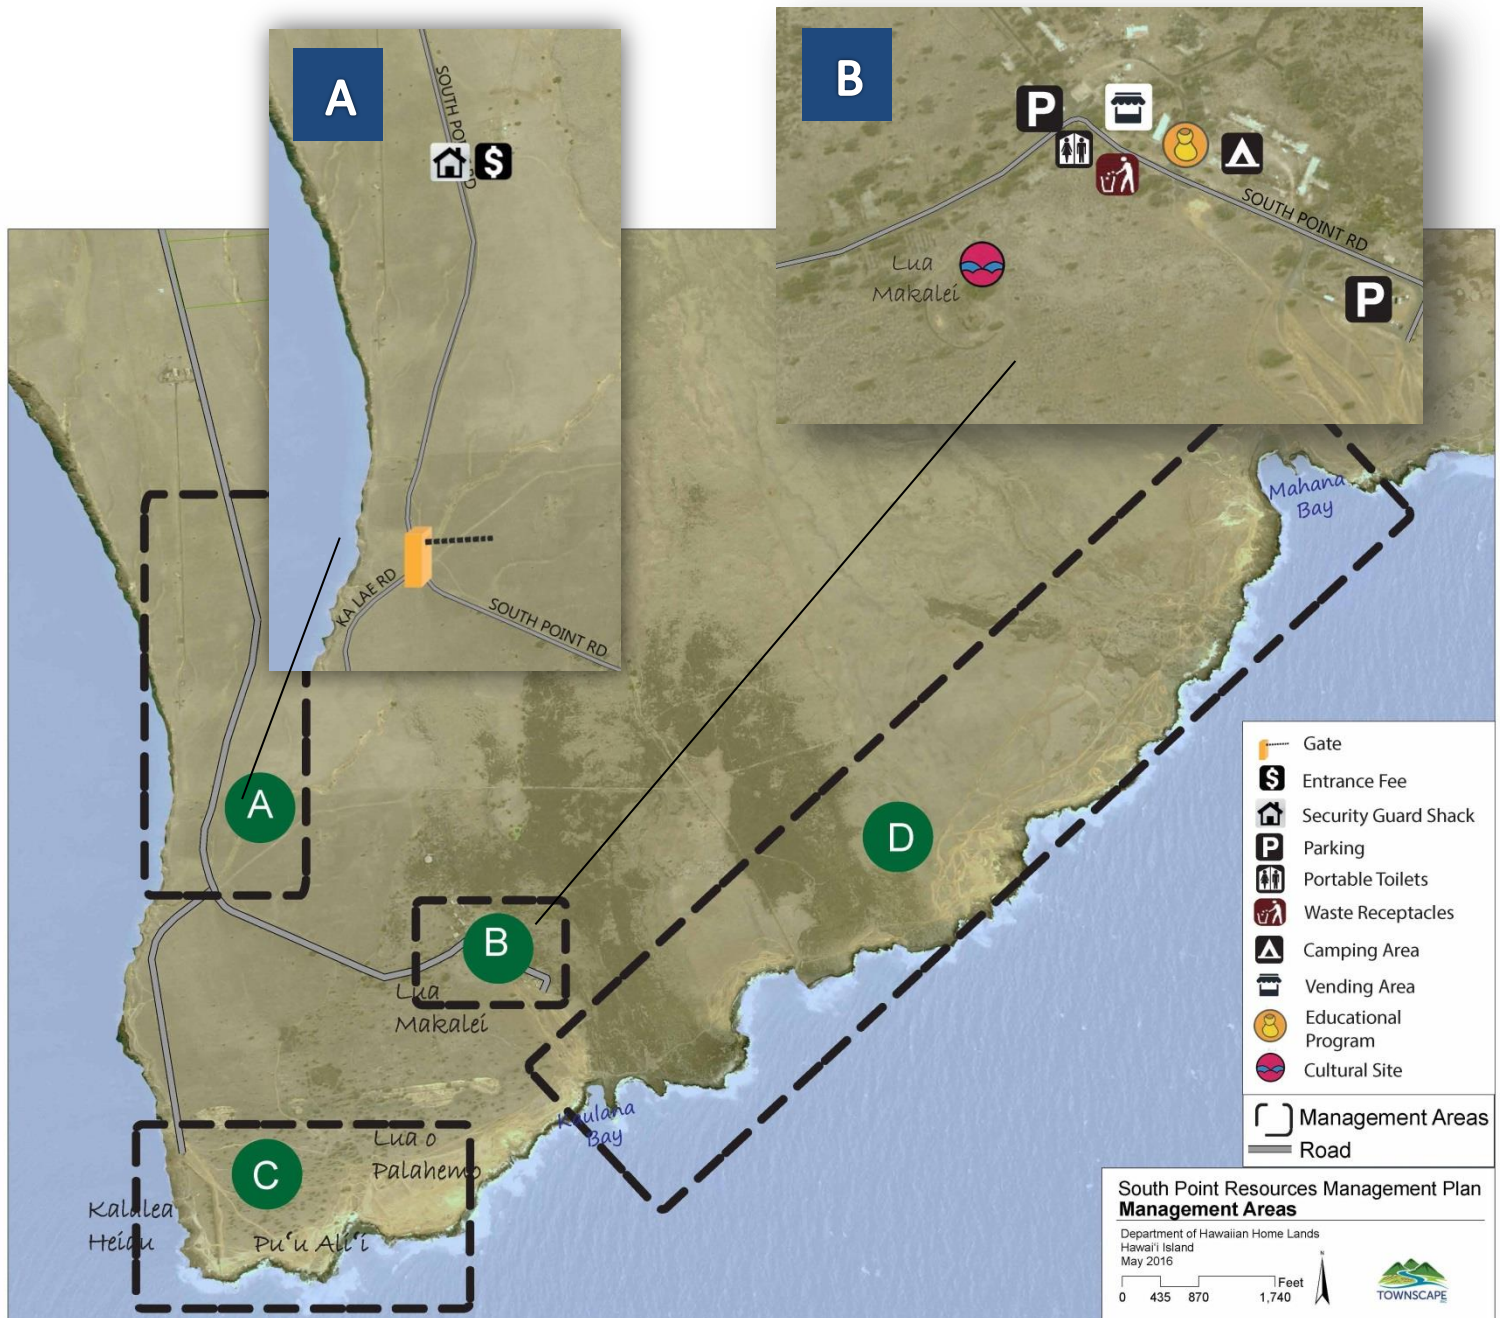 A
SOUTH PO RD
$
KA LAE RD
SOUTH POINT RD
B
P
SOUTH POINT RD
Lua
Makalei
P
Mahana
Bay
A
D
B
Lua
Makalei
Kaulana
Bay
C
Lua o
Palahemo
Kalalea
Heiau
Pu‘u Ali‘i
Gate
$ Entrance Fee
Security Guard Shack
P Parking
Portable Toilets
Waste Receptacles
Camping Area
Vending Area
Educational
Program
Cultural Site
Management Areas
Road
South Point Resources Management Plan
Management Areas
Department of Hawaiian Home Lands
Hawai‘i Island
May 2016
N
Feet
0 435 870 1,740
TOWNSCAPE